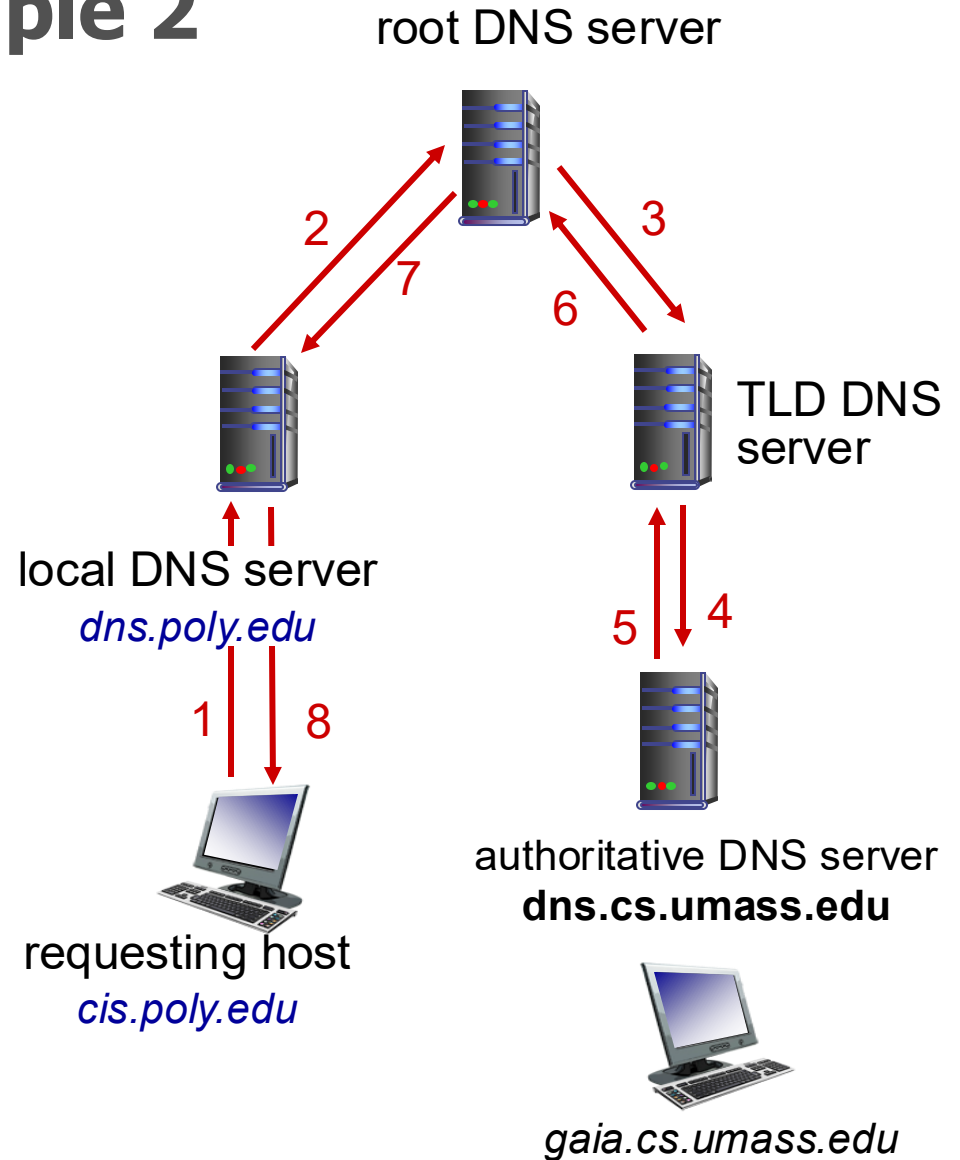 ple 2
root DNS server
2
3
7
6
TLD DNS
server
local DNS server
dns.poly.edu
5
4
1
8
authoritative DNS server
dns.cs.umass.edu
requesting host
cis.poly.edu
gaia.cs.umass.edu